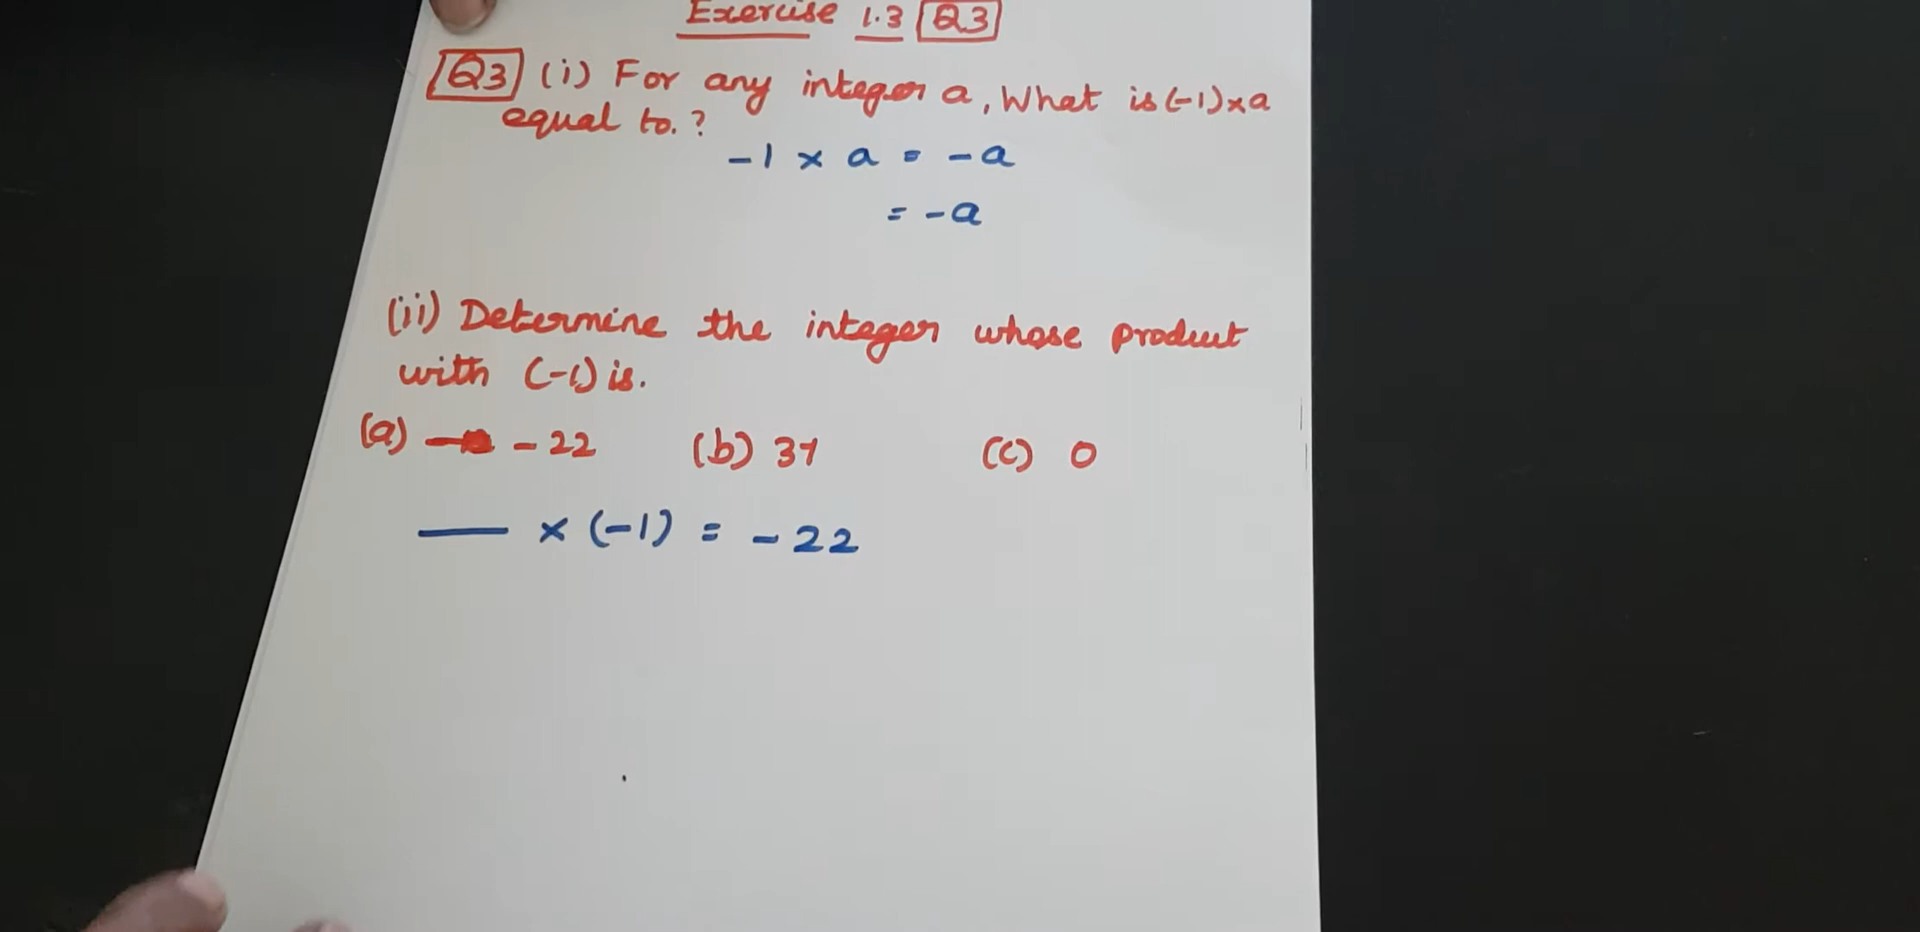 Exercise 1.3 Q3
Q3 (i) For any integer a, What is (-1)×a
equal to.?
-1 × a = -a
= -a
(ii) Determine the integer whose product
with (-1) is.
(a) - 22 (b) 37 (c) 0
___ × (-1) = - 22